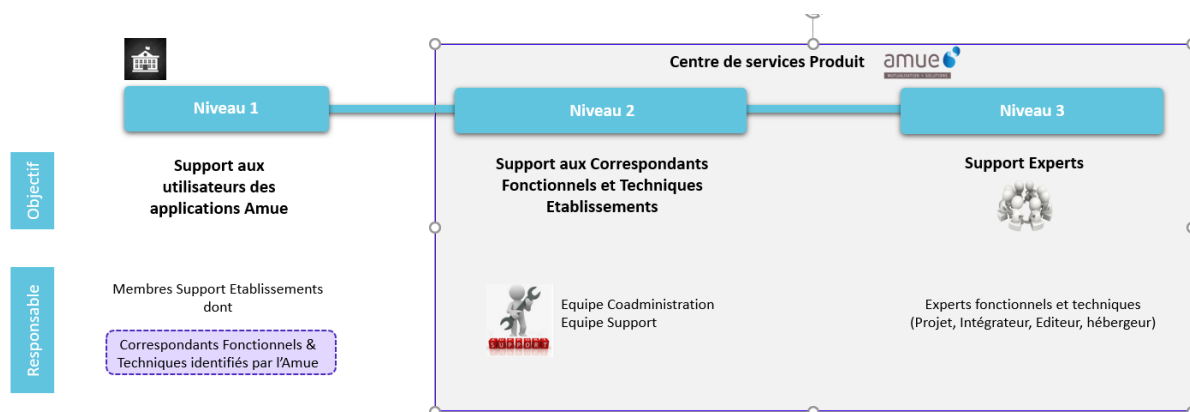 Centre de services Produit
amue
MUTUALISATION & SOLUTIONS
Niveau 1
Niveau 2
Niveau 3
Objectif
Support aux
utilisateurs des
applications Amue
Support aux Correspondants
Fonctionnels et Techniques
Etablissements
Support Experts
Responsable
Membres Support Etablissements
dont
Correspondants Fonctionnels &
Techniques identifiés par l’Amue
SUPPORT
Equipe Coadministration
Equipe Support
Experts fonctionnels et techniques
(Projet, Intégrateur, Editeur, hébergeur)